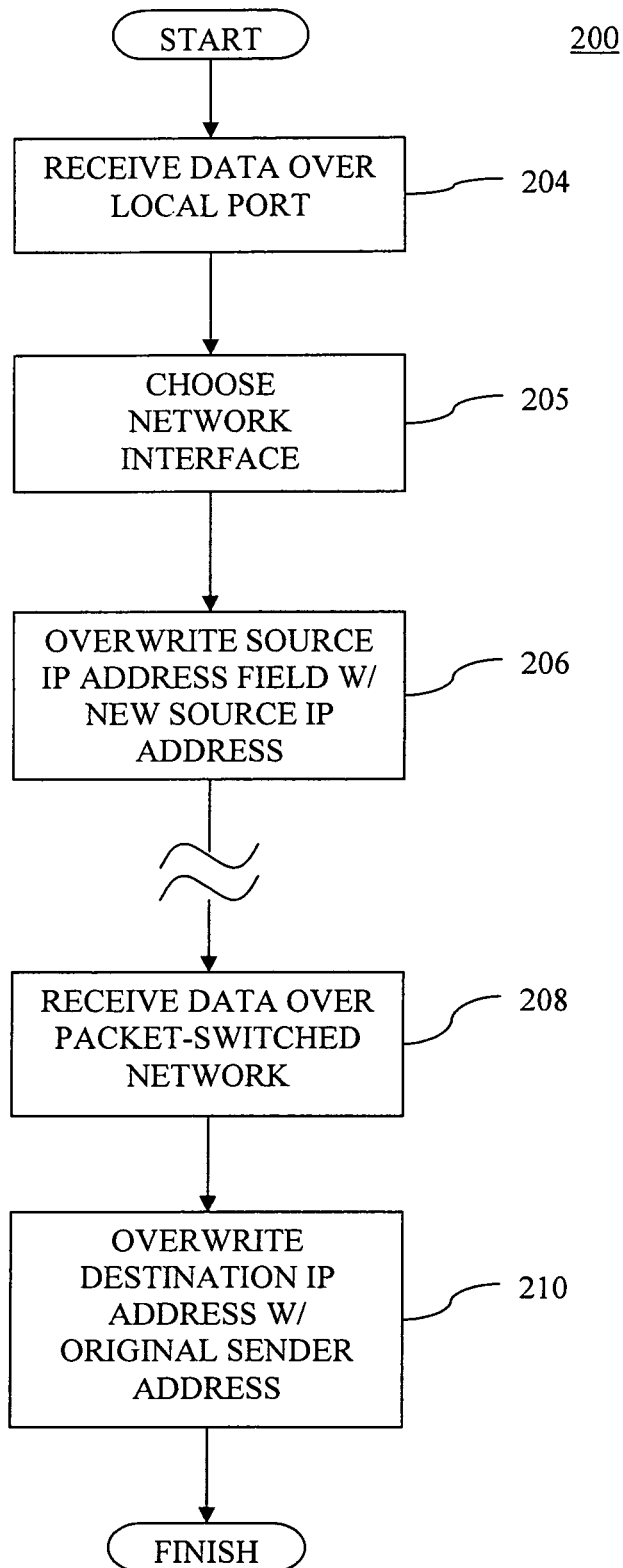 START
200
RECEIVE DATA OVER
LOCAL PORT
204
CHOOSE
NETWORK
INTERFACE
205
OVERWRITE SOURCE
IP ADDRESS FIELD W/
NEW SOURCE IP
ADDRESS
206
RECEIVE DATA OVER
PACKET-SWITCHED
NETWORK
208
OVERWRITE
DESTINATION IP
ADDRESS W/
ORIGINAL SENDER
ADDRESS
210
FINISH